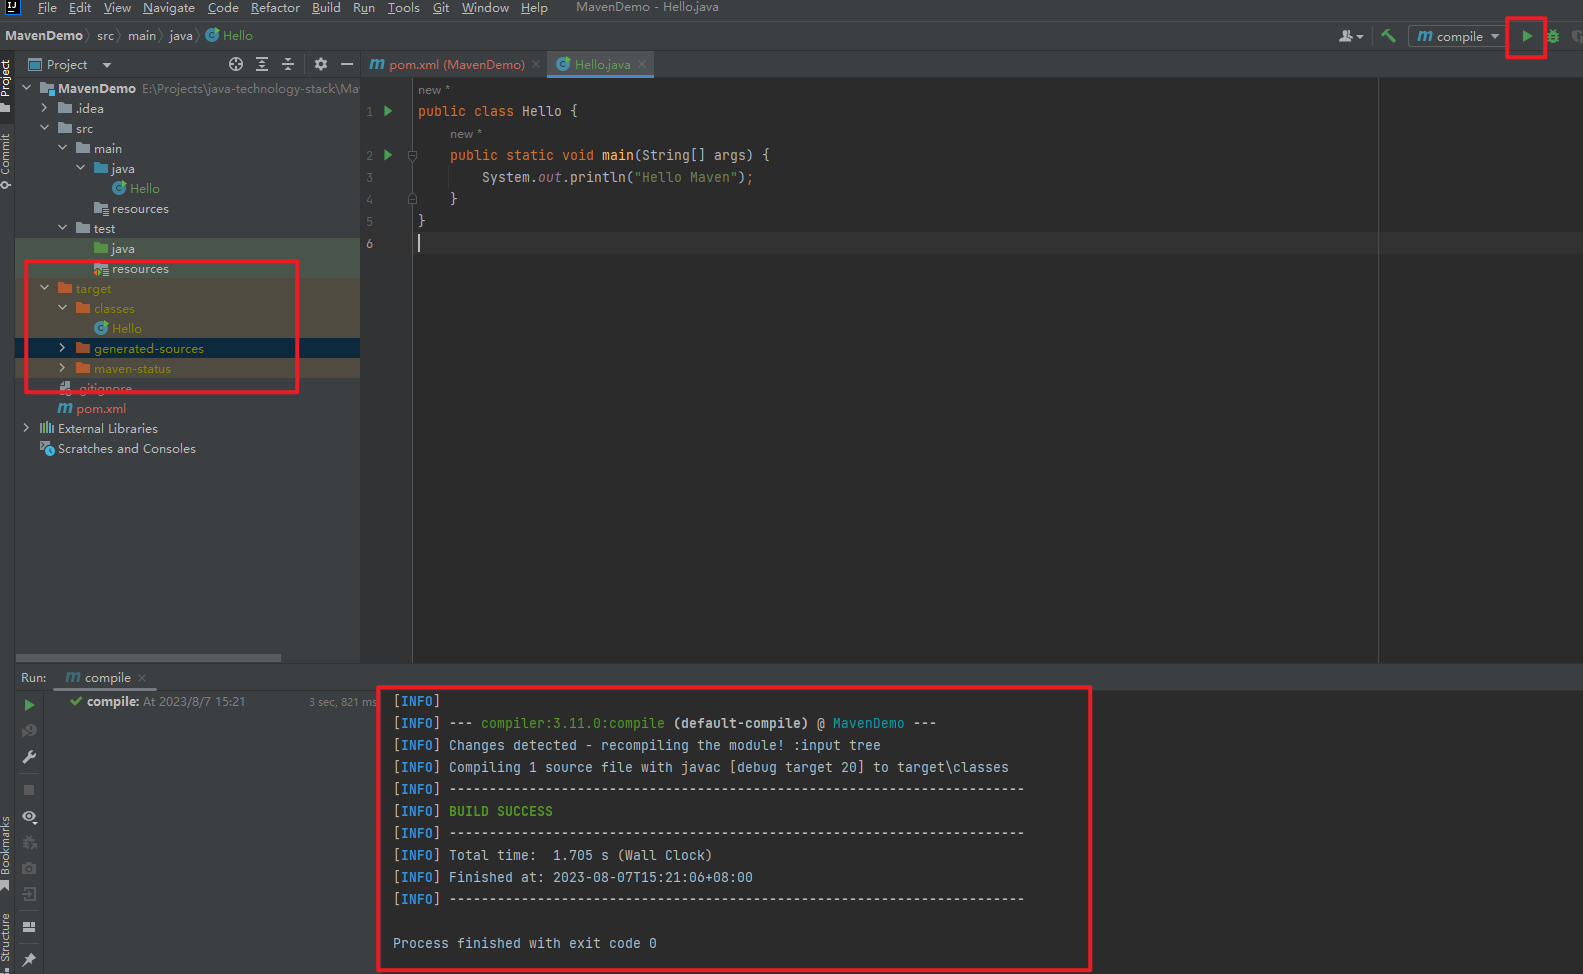 IJ File Edit View Navigate Code Refactor Build Run Tools Git Window Help MavenDemo - Hello.java
MavenDemo src main java Hello
compile
Project
pom.xml (MavenDemo)
Hello.java
Project
Commit
Bookmarks
Structure
MavenDemo E:\Projects\java-technology-stack\Ma
.idea
src
main
java
Hello
resources
test
java
resources
target
classes
Hello
generated-sources
maven-status
.gitignore
pom.xml
External Libraries
Scratches and Consoles
new *
1 public class Hello {
new *
2 public static void main(String[] args) {
3 System.out.println("Hello Maven");
4 }
5 }
6
Run: compile
compile: At 2023/8/7 15:21 3 sec, 821 ms
[INFO]
[INFO] --- compiler:3.11.0:compile (default-compile) @ MavenDemo ---
[INFO] Changes detected - recompiling the module! :input tree
[INFO] Compiling 1 source file with javac [debug target 20] to target\classes
[INFO] ------------------------------------------------------------------------
[INFO] BUILD SUCCESS
[INFO] ------------------------------------------------------------------------
[INFO] Total time:  1.705 s (Wall Clock)
[INFO] Finished at: 2023-08-07T15:21:06+08:00
[INFO] ------------------------------------------------------------------------
Process finished with exit code 0